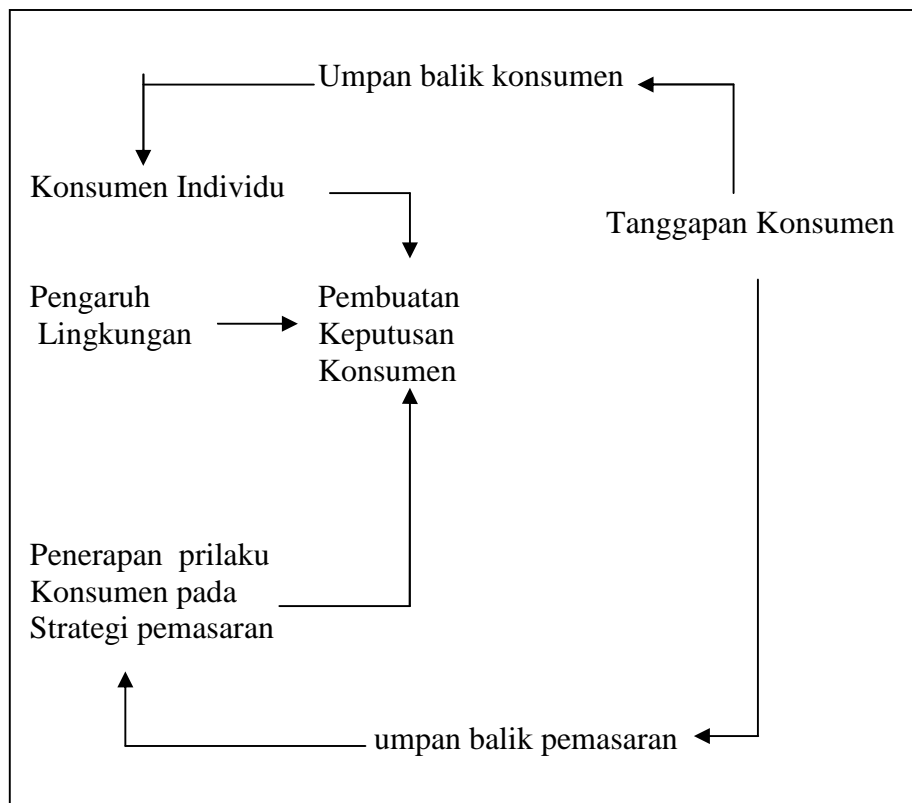 Umpan balik konsumen
Konsumen Individu
Tanggapan Konsumen
Pengaruh
Lingkungan
Pembuatan
Keputusan
Konsumen
Penerapan prilaku
Konsumen pada
Strategi pemasaran
umpan balik pemasaran